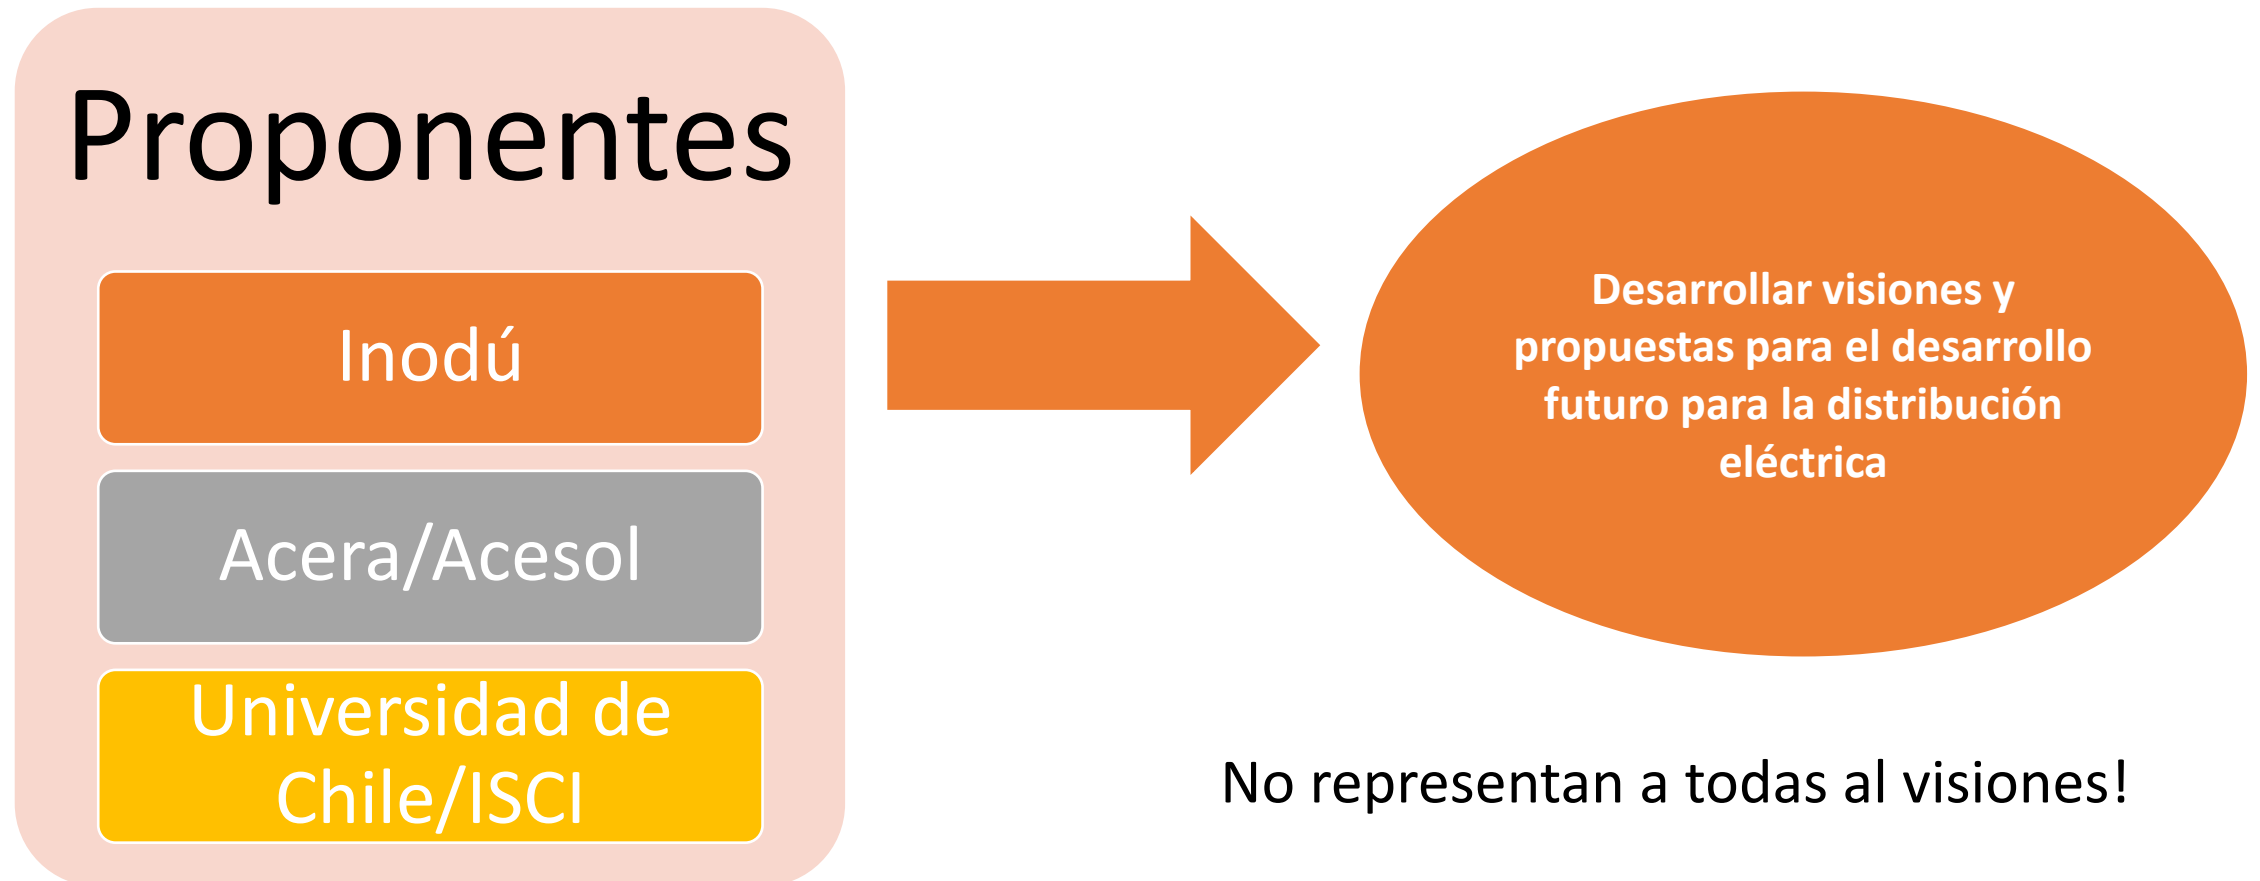 Proponentes
Inodú
Acera/Acesol
Universidad de
Chile/ISCI
Desarrollar visiones y
propuestas para el desarrollo
futuro para la distribución
eléctrica
No representan a todas al visiones!